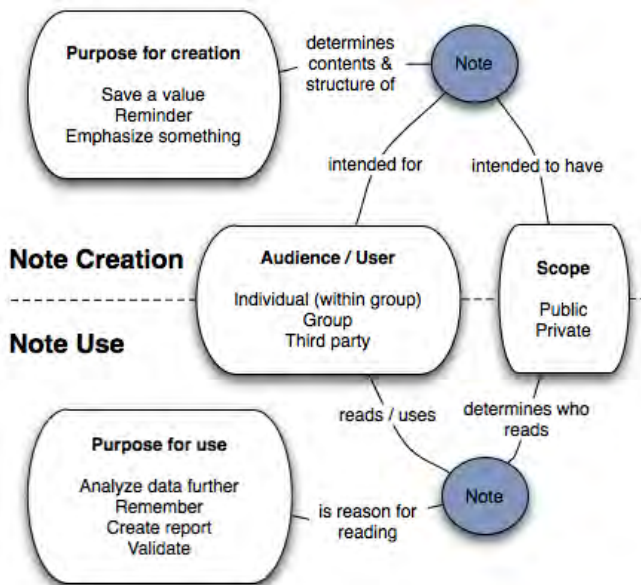 Purpose for creation
Save a value
Reminder
Emphasize something
determines
contents &
structure of
Note
intended for
intended to have
Note Creation
Audience / User
Individual (within group)
Group
Third party
Scope
Public
Private
Note Use
reads / uses
determines who
reads
Purpose for use
Analyze data further
Remember
Create report
Validate
is reason for
reading
Note